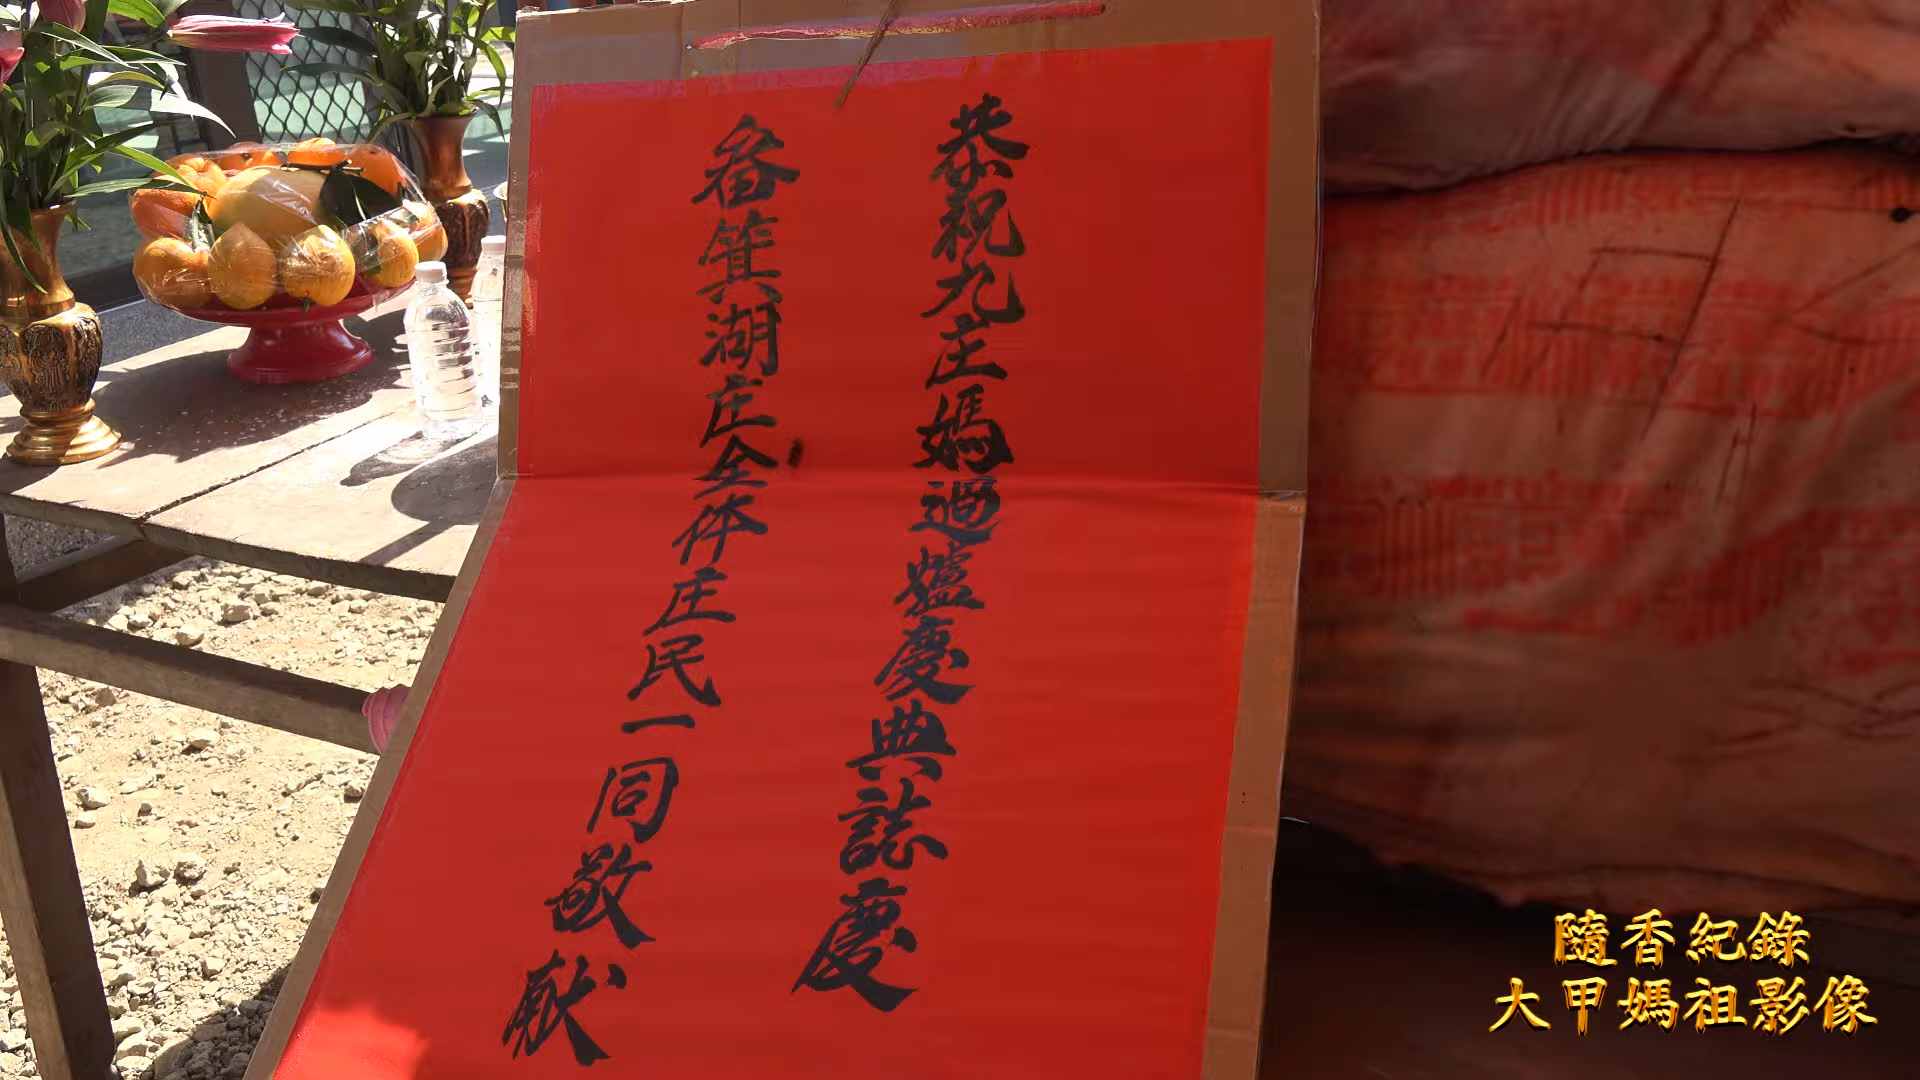 恭祝九庄媽過爐慶典誌慶
畚箕湖庄全体庄民一同敬献
隨香紀錄
大甲媽祖影像